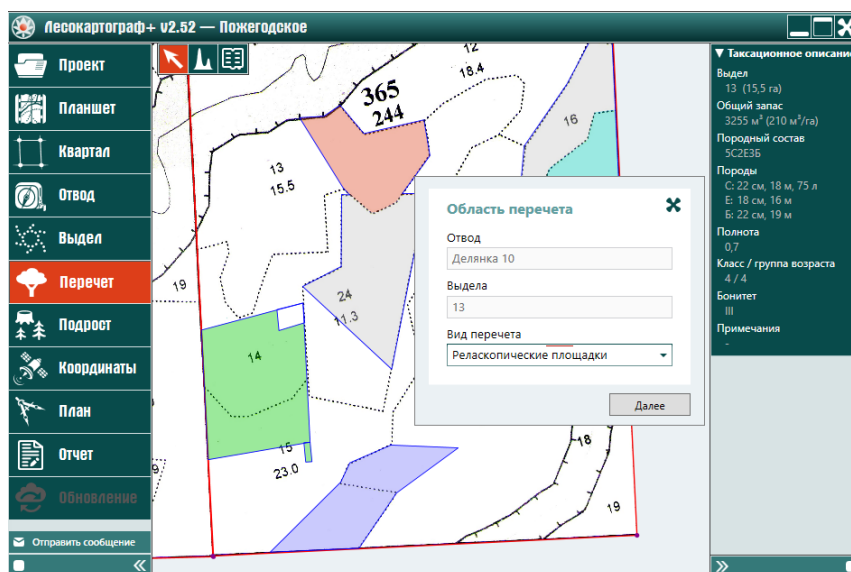 Лесокартограф+ v2.52 — Пожегодское
Проект
Планшет
Квартал
Отвод
Выдел
Перечет
Подрост
Координаты
План
Отчет
Обновление
Отправить сообщение
«
12
18.4
365
244
16
13
15.5
19
24
11.3
14
15
23.0
18
19
9
Область перечета
Отвод
Делянка 10
Выдела
13
Вид перечета
Реласкопические площадки
Далее
▼ Таксационное описание
Выдел
13 (15,5 га)
Общий запас
3255 м³ (210 м³/га)
Породный состав
5С2Е3Б
Породы
С: 22 см, 18 м, 75 л
Е: 18 см, 16 м
Б: 22 см, 19 м
Полнота
0,7
Класс / группа возраста
4 / 4
Бонитет
III
Примечания
-
»